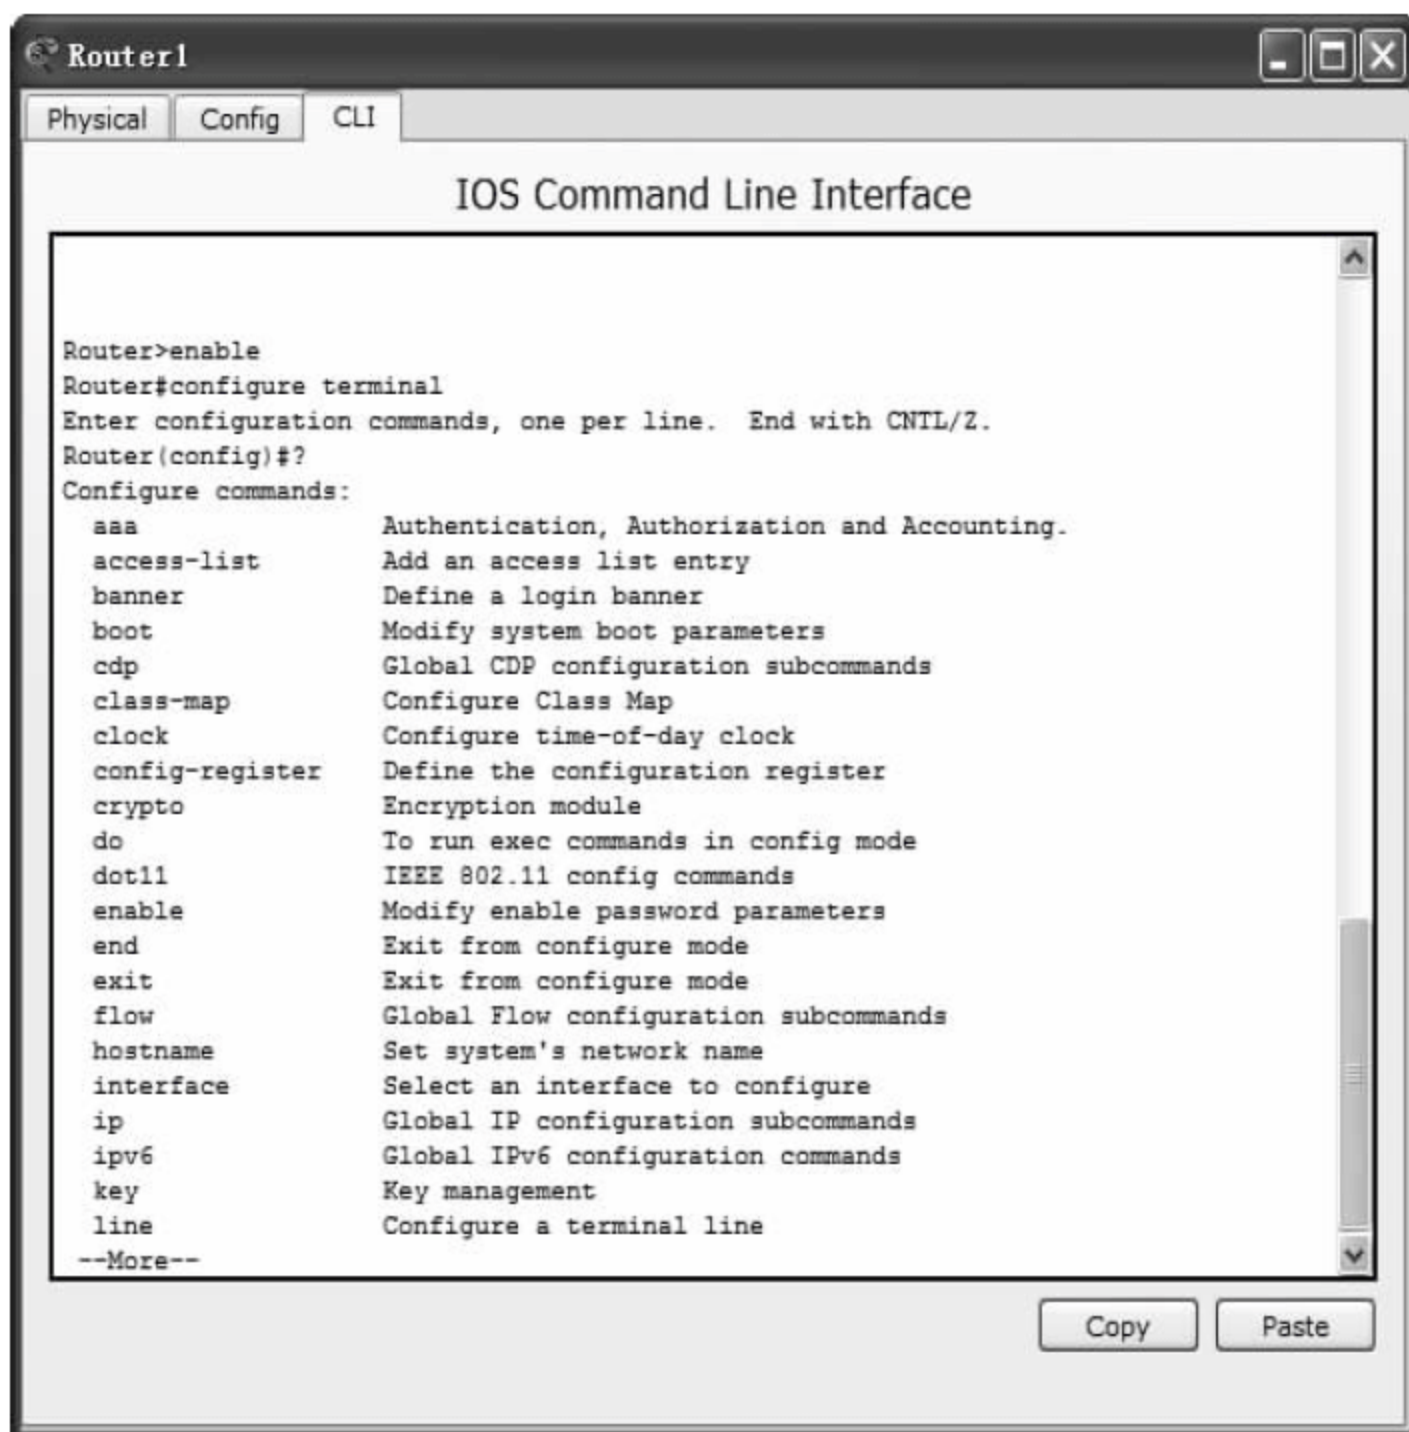 Router1
Physical Config CLI
IOS Command Line Interface
Router>enable
Router#configure terminal
Enter configuration commands, one per line.  End with CNTL/Z.
Router(config)#?
Configure commands:
  aaa                Authentication, Authorization and Accounting.
  access-list        Add an access list entry
  banner             Define a login banner
  boot               Modify system boot parameters
  cdp                Global CDP configuration subcommands
  class-map          Configure Class Map
  clock              Configure time-of-day clock
  config-register    Define the configuration register
  crypto             Encryption module
  do                 To run exec commands in config mode
  dot11              IEEE 802.11 config commands
  enable             Modify enable password parameters
  end                Exit from configure mode
  exit               Exit from configure mode
  flow               Global Flow configuration subcommands
  hostname           Set system's network name
  interface          Select an interface to configure
  ip                 Global IP configuration subcommands
  ipv6               Global IPv6 configuration commands
  key                Key management
  line               Configure a terminal line
 --More--
Copy Paste